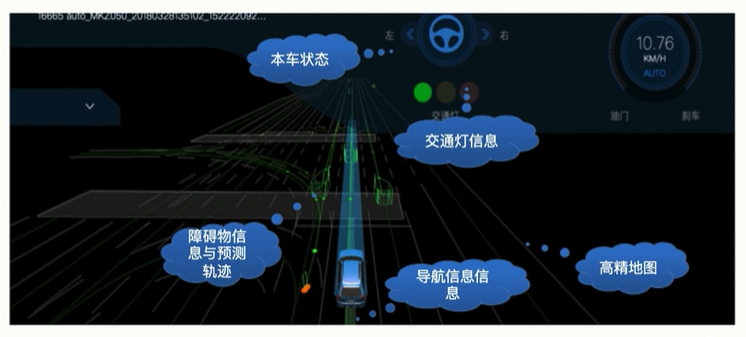 16665 auto_MKZ050_20180328135102_152222092...
左
右
本车状态
10.76
KM/H
AUTO
交通灯
油门
刹车
交通灯信息
障碍物信
息与预测
轨迹
导航信息信
息
高精地图